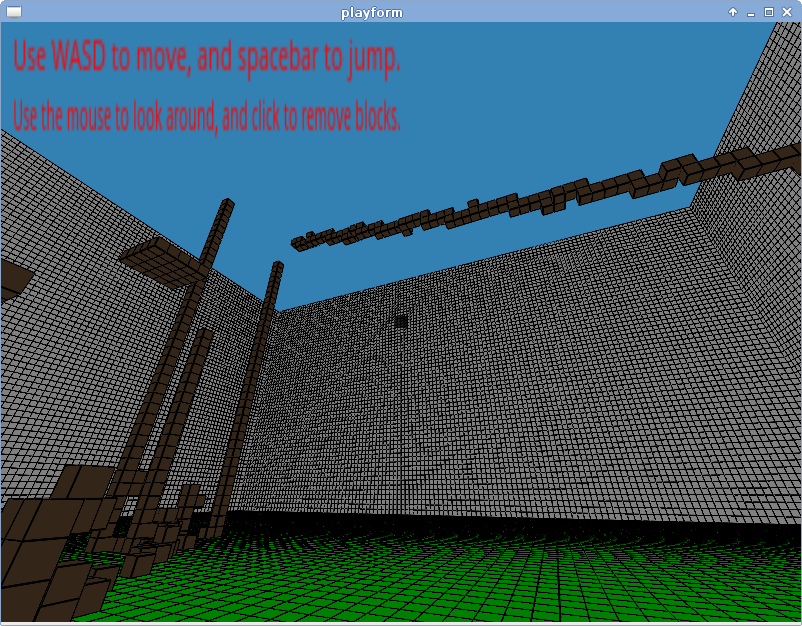 playform
Use WASD to move, and spacebar to jump.
Use the mouse to look around, and click to remove blocks.